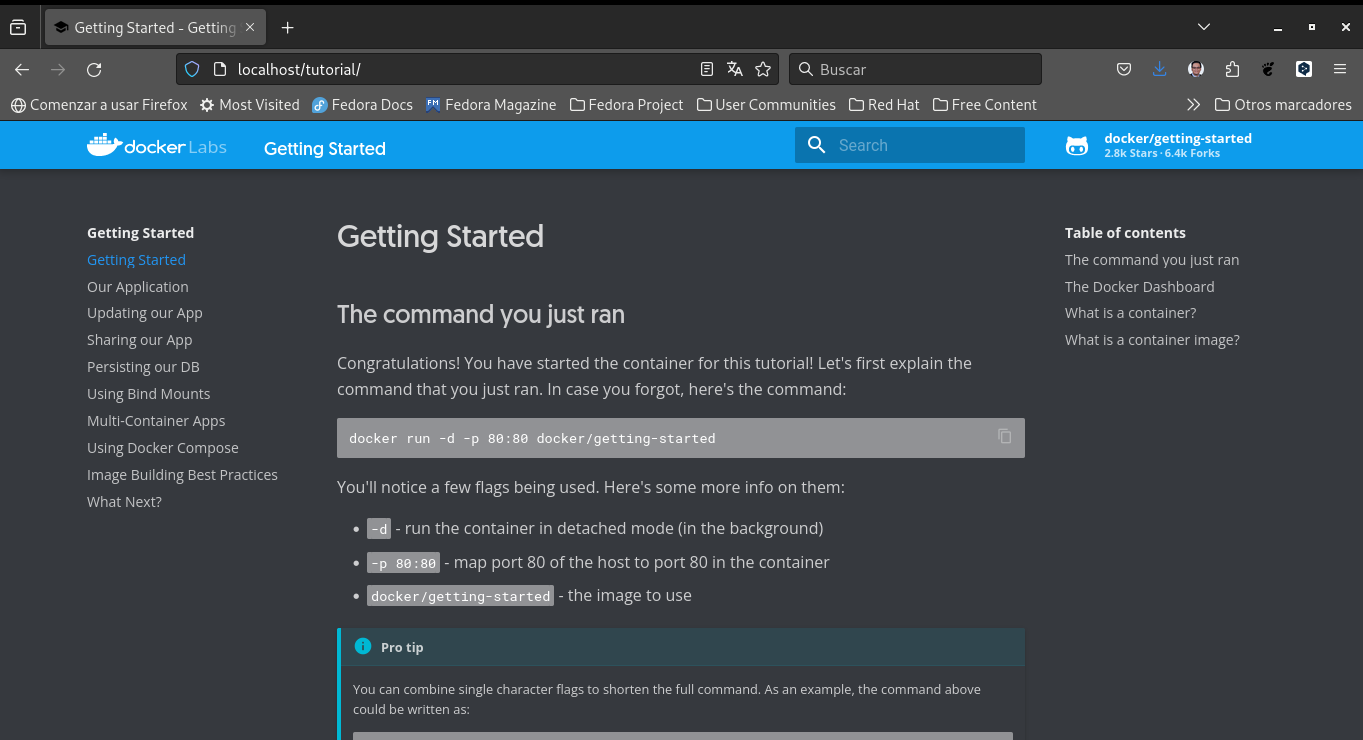 Getting Started - Getting
localhost/tutorial/
Buscar
Comenzar a usar Firefox
Most Visited
Fedora Docs
FM
Fedora Magazine
Fedora Project
User Communities
Red Hat
Free Content
Otros marcadores
docker Labs
Getting Started
Search
docker/getting-started
2.8k Stars · 6.4k Forks
Getting Started
Getting Started
Our Application
Updating our App
Sharing our App
Persisting our DB
Using Bind Mounts
Multi-Container Apps
Using Docker Compose
Image Building Best Practices
What Next?
Getting Started
The command you just ran
Congratulations! You have started the container for this tutorial! Let's first explain the
command that you just ran. In case you forgot, here's the command:
docker run -d -p 80:80 docker/getting-started
You'll notice a few flags being used. Here's some more info on them:
• -d - run the container in detached mode (in the background)
• -p 80:80 - map port 80 of the host to port 80 in the container
• docker/getting-started - the image to use
Pro tip
You can combine single character flags to shorten the full command. As an example, the command above
could be written as:
Table of contents
The command you just ran
The Docker Dashboard
What is a container?
What is a container image?